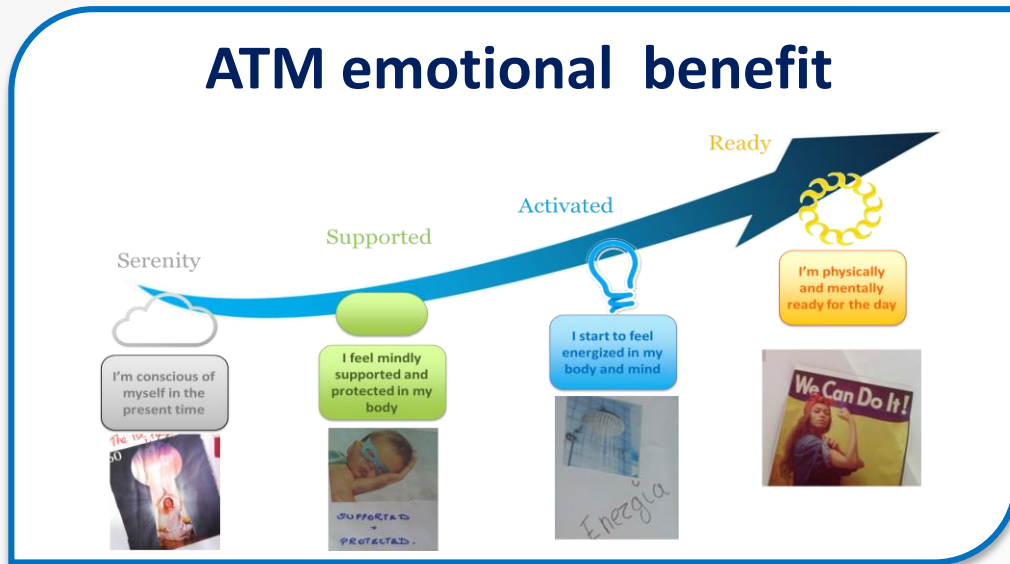 ATM emotional benefit
Ready
Activated
Supported
Serenity
I'm physically
and mentally
ready for the day
I start to feel
energized in my
body and mind
I feel mindly
supported and
protected in my
body
I'm conscious of
myself in the
present time
We Can Do It!
Energia
SUPPORTED
+
PROTECTED.